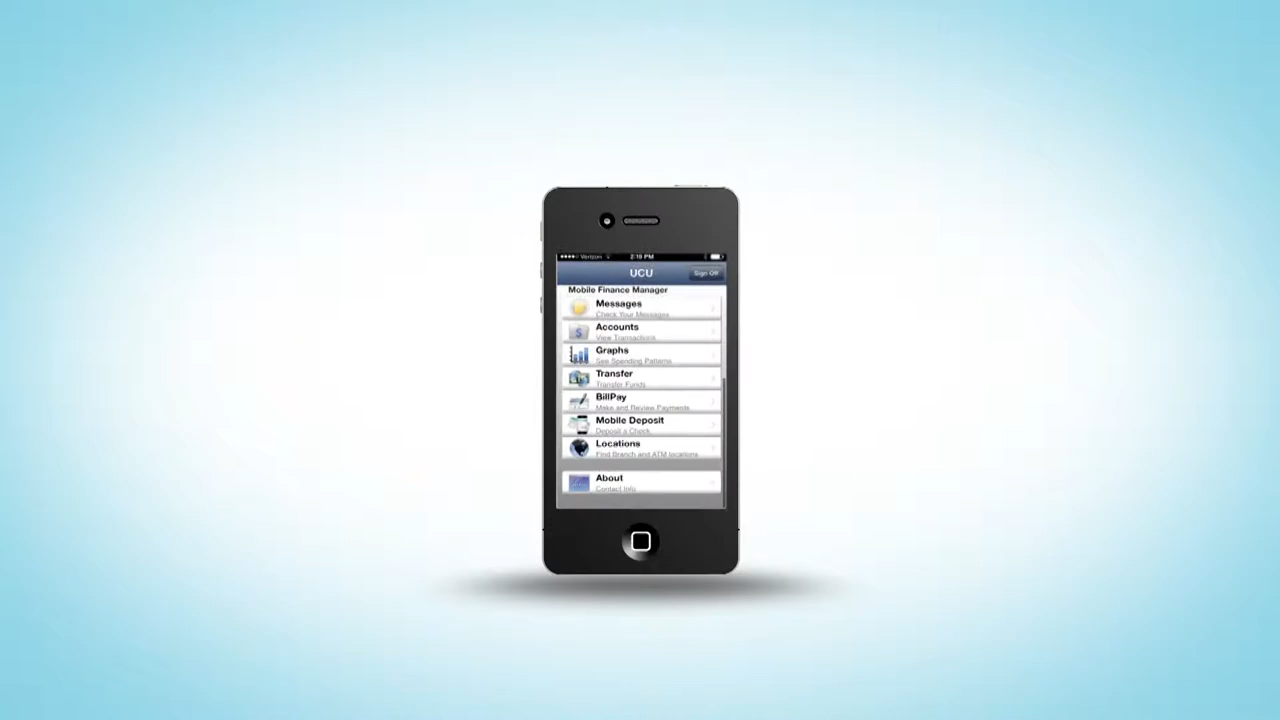 Verizon 2:19 PM
UCU Sign Off
Mobile Finance Manager
Messages
Check Your Messages
Accounts
View Transactions
Graphs
See Spending Patterns
Transfer
Transfer Funds
BillPay
Make and Review Payments
Mobile Deposit
Deposit a Check
Locations
Find Branch and ATM locations
About
Contact Info